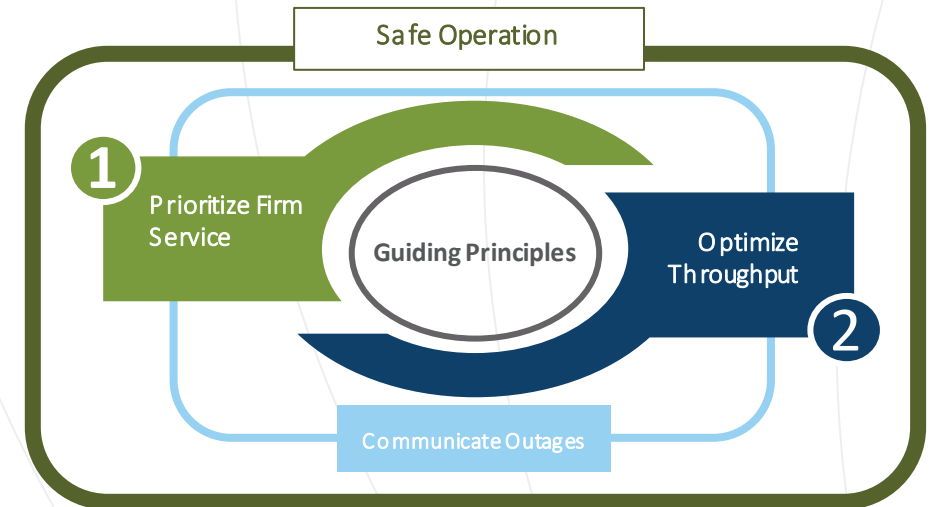 Safe Operation
1
Prioritize Firm
Service
Guiding Principles
Optimize
Throughput
2
Communicate Outages